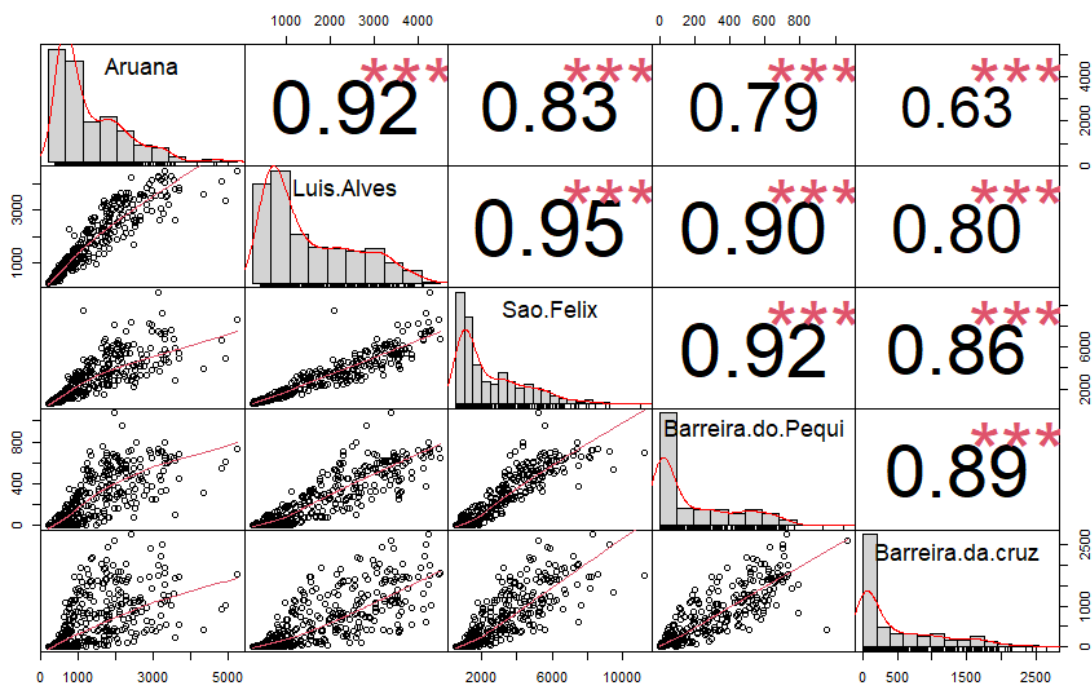 1000 2000 3000 4000
0 200 400 600 800
Aruana
0.92 ***
0.83 ***
0.79 ***
0.63 ***
0 2000 4000
1000 3000
Luis.Alves
0.95 ***
0.90 ***
0.80 ***
Sao.Felix
0.92 ***
0.86 ***
2000 6000
0 400 800
Barreira.do.Pequi
0.89 ***
Barreira.da.cruz
0 1000 2500
0 1000 3000 5000
2000 6000 10000
0 500 1500 2500